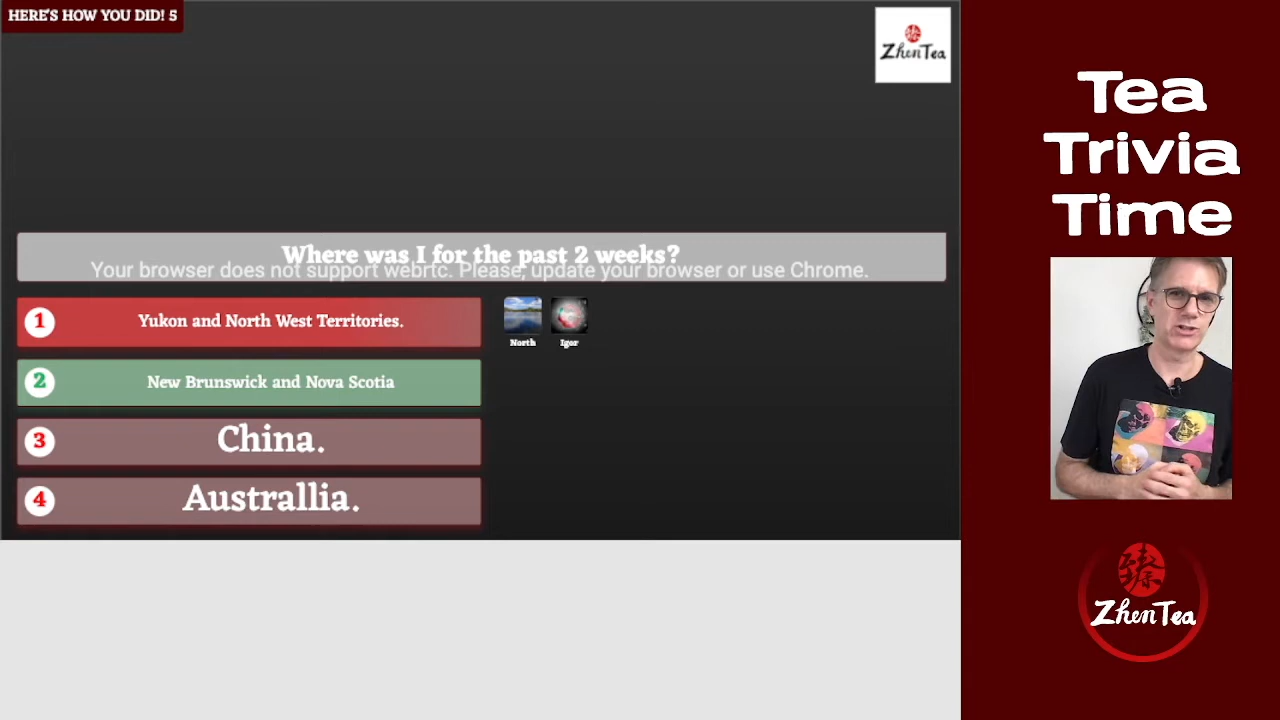 HERE'S HOW YOU DID! 5
ZhenTea
Where was I for the past 2 weeks?
Your browser does not support webrtc. Please, update your browser or use Chrome.
1 Yukon and North West Territories.
North Igor
2 New Brunswick and Nova Scotia
3 China.
4 Australlia.
Tea
Trivia
Time
臻
ZhenTea